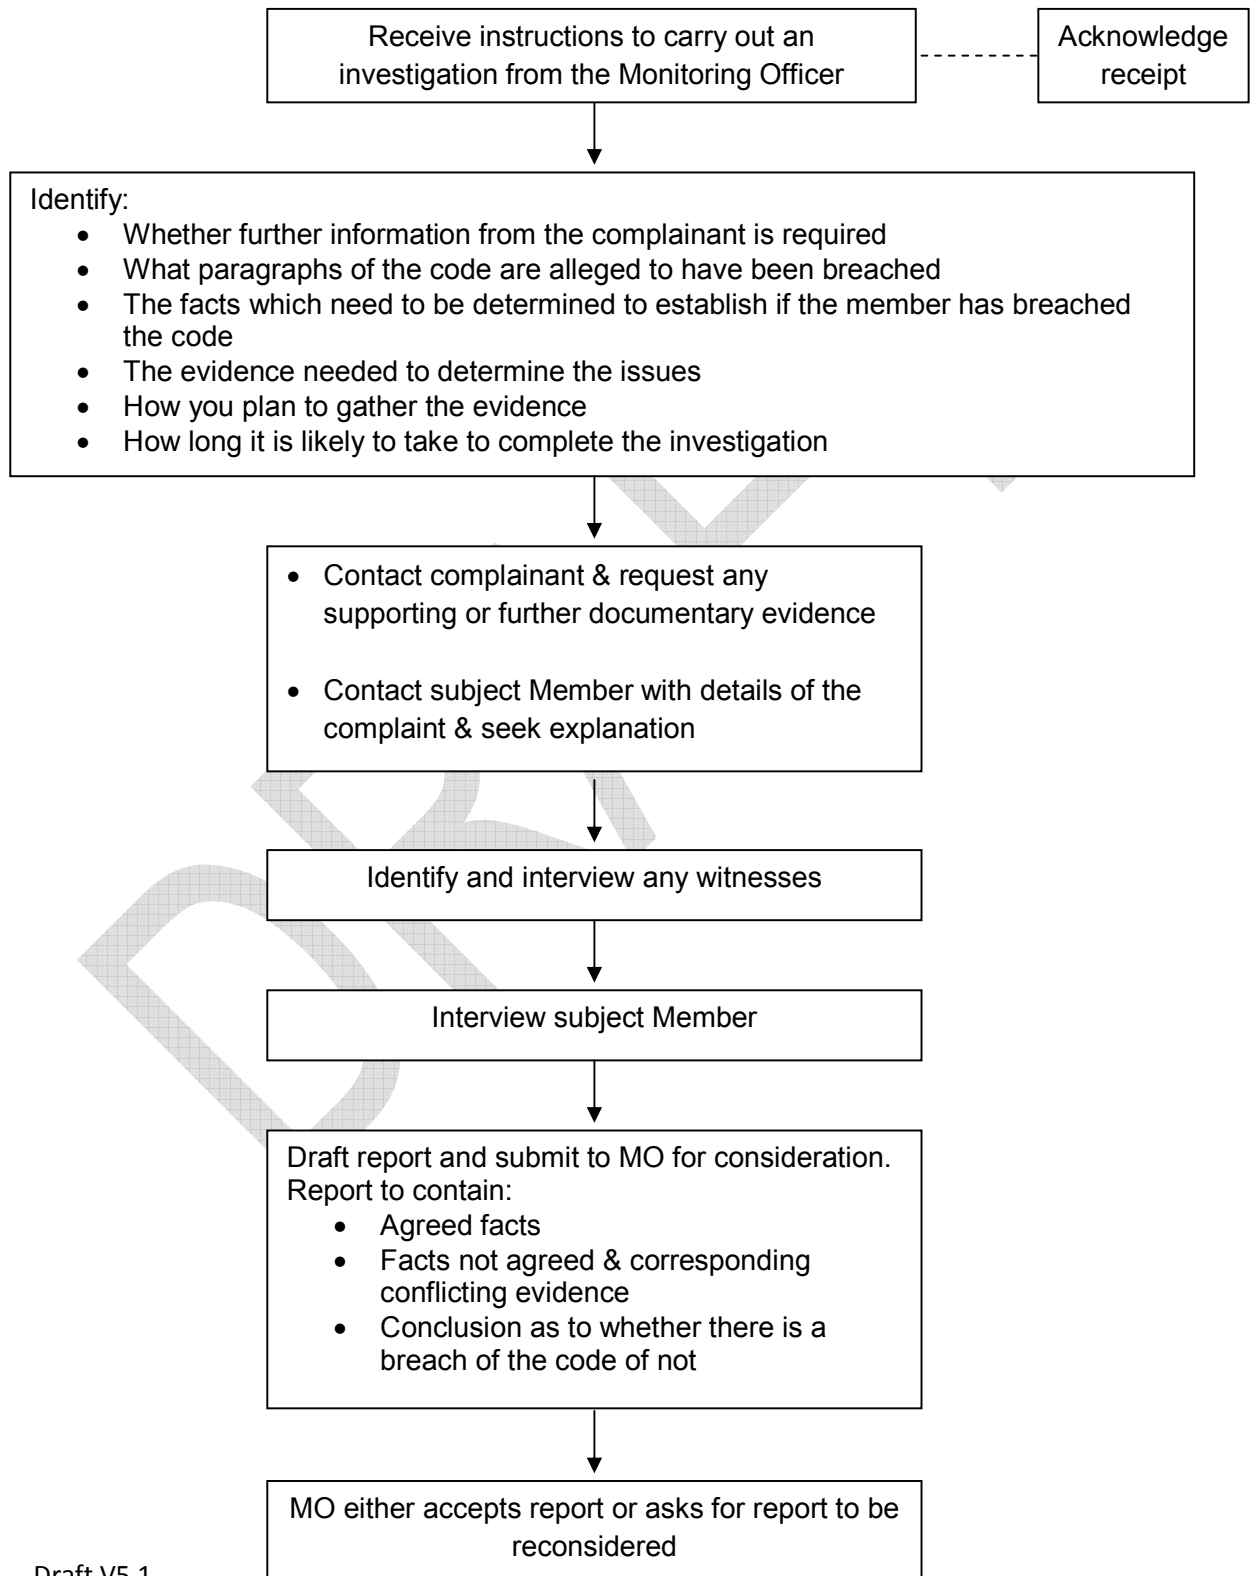 Receive instructions to carry out an
investigation from the Monitoring Officer
Acknowledge
receipt
Identify:
• Whether further information from the complainant is required
• What paragraphs of the code are alleged to have been breached
• The facts which need to be determined to establish if the member has breached
the code
• The evidence needed to determine the issues
• How you plan to gather the evidence
• How long it is likely to take to complete the investigation
• Contact complainant & request any
supporting or further documentary evidence
• Contact subject Member with details of the
complaint & seek explanation
Identify and interview any witnesses
Interview subject Member
Draft report and submit to MO for consideration.
Report to contain:
• Agreed facts
• Facts not agreed & corresponding
conflicting evidence
• Conclusion as to whether there is a
breach of the code of not
MO either accepts report or asks for report to be
reconsidered
Draft V5.1